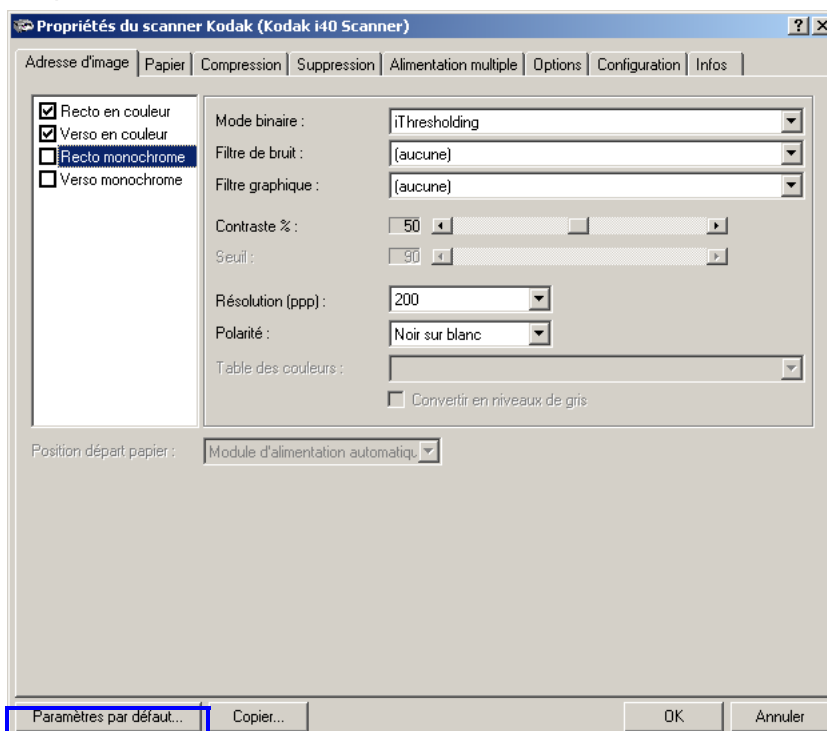 Propriétés du scanner Kodak (Kodak i40 Scanner)
Adresse d'image Papier Compression Suppression Alimentation multiple Options Configuration Infos
Recto en couleur
Verso en couleur
Recto monochrome
Verso monochrome
Mode binaire : iThresholding
Filtre de bruit : (aucune)
Filtre graphique : (aucune)
Contraste % : 50
Seuil : 90
Résolution (ppp) : 200
Polarité : Noir sur blanc
Table des couleurs :
Convertir en niveaux de gris
Position départ papier : Module d'alimentation automatiqu
Paramètres par défaut... Copier... OK Annuler